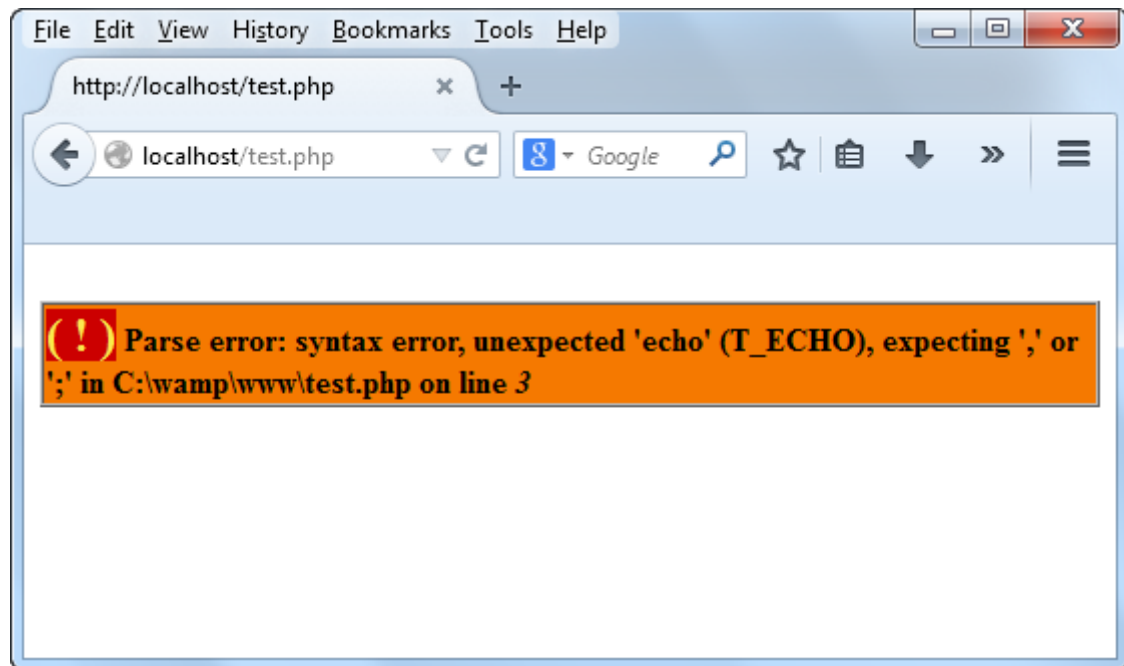 File Edit View History Bookmarks Tools Help
http://localhost/test.php
localhost/test.php
Google
( ! ) Parse error: syntax error, unexpected 'echo' (T_ECHO), expecting ',' or
';' in C:\wamp\www\test.php on line 3